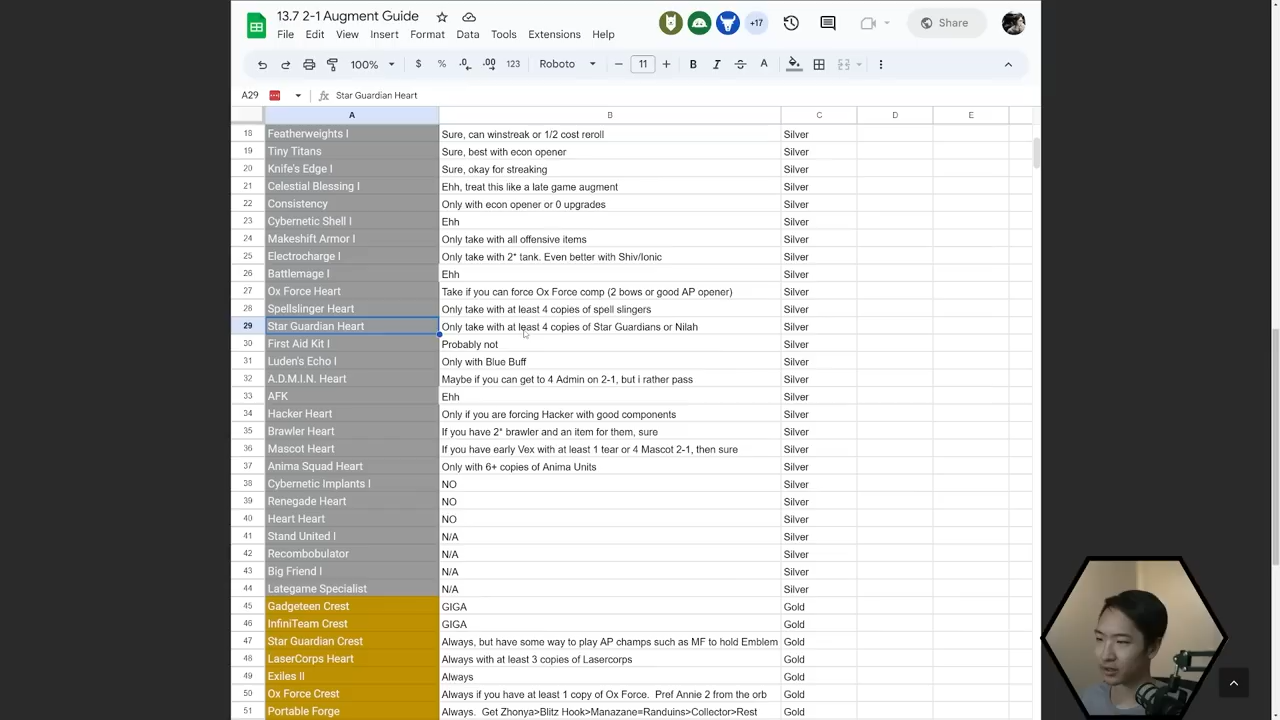 13.7 2-1 Augment Guide
+17
Share
File Edit View Insert Format Data Tools Extensions Help
100% $ % .0 .00 123 Roboto 11 B I A
A29 fx Star Guardian Heart
A B C D E
18 Featherweights I Sure, can winstreak or 1/2 cost reroll Silver
19 Tiny Titans Sure, best with econ opener Silver
20 Knife's Edge I Sure, okay for streaking Silver
21 Celestial Blessing I Ehh, treat this like a late game augment Silver
22 Consistency Only with econ opener or 0 upgrades Silver
23 Cybernetic Shell I Ehh Silver
24 Makeshift Armor I Only take with all offensive items Silver
25 Electrocharge I Only take with 2* tank. Even better with Shiv/Ionic Silver
26 Battlemage I Ehh Silver
27 Ox Force Heart Take if you can force Ox Force comp (2 bows or good AP opener) Silver
28 Spellslinger Heart Only take with at least 4 copies of spell slingers Silver
29 Star Guardian Heart Only take with at least 4 copies of Star Guardians or Nilah Silver
30 First Aid Kit I Probably not Silver
31 Luden's Echo I Only with Blue Buff Silver
32 A.D.M.I.N. Heart Maybe if you can get to 4 Admin on 2-1, but i rather pass Silver
33 AFK Ehh Silver
34 Hacker Heart Only if you are forcing Hacker with good components Silver
35 Brawler Heart If you have 2* brawler and an item for them, sure Silver
36 Mascot Heart If you have early Vex with at least 1 tear or 4 Mascot 2-1, then sure Silver
37 Anima Squad Heart Only with 6+ copies of Anima Units Silver
38 Cybernetic Implants I NO Silver
39 Renegade Heart NO Silver
40 Heart Heart NO Silver
41 Stand United I N/A Silver
42 Recombobulator N/A Silver
43 Big Friend I N/A Silver
44 Lategame Specialist N/A Silver
45 Gadgeteen Crest GIGA Gold
46 InfiniTeam Crest GIGA Gold
47 Star Guardian Crest Always, but have some way to play AP champs such as MF to hold Emblem Gold
48 LaserCorps Heart Always with at least 3 copies of Lasercorps Gold
49 Exiles II Always Gold
50 Ox Force Crest Always if you have at least 1 copy of Ox Force. Pref Annie 2 from the orb Gold
51 Portable Forge Always. Get Zhonya>Blitz Hook>Manazane=Randuins>Collector>Rest Gold